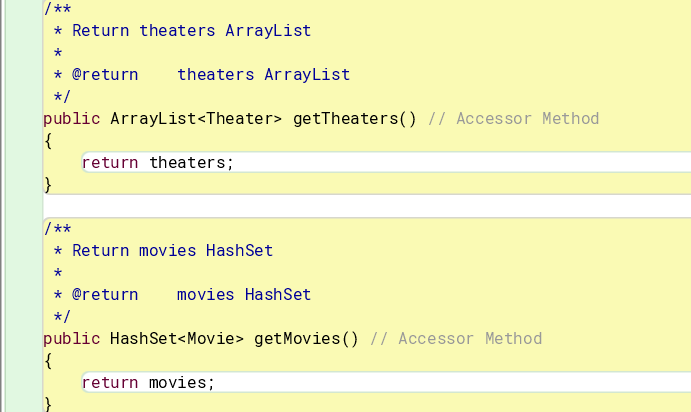 /**
 * Return theaters ArrayList
 *
 * @return    theaters ArrayList
 */
public ArrayList<Theater> getTheaters() // Accessor Method
{
    return theaters;
}
/**
 * Return movies HashSet
 *
 * @return    movies HashSet
 */
public HashSet<Movie> getMovies() // Accessor Method
{
    return movies;
}